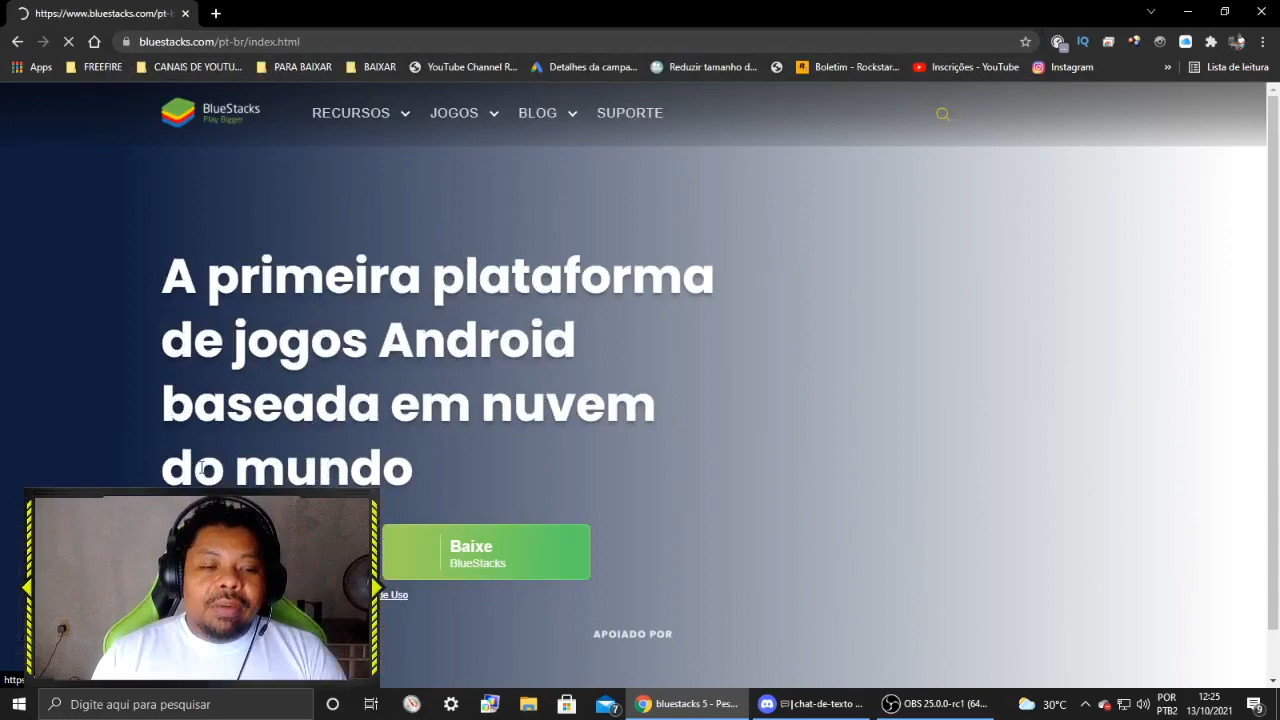 https://www.bluestacks.com/pt-b
bluestacks.com/pt-br/index.html
Apps
FREEFIRE
CANAIS DE YOUTU...
PARA BAIXAR
BAIXAR
YouTube Channel R...
Detalhes da campa...
Reduzir tamanho d...
Boletim - Rockstar...
Inscrições - YouTube
Instagram
Lista de leitura
BlueStacks
Play Bigger
RECURSOS
JOGOS
BLOG
SUPORTE
A primeira plataforma
de jogos Android
baseada em nuvem
do mundo
Baixe
BlueStacks
de Uso
APOIADO POR
https
Digite aqui para pesquisar
7
bluestacks 5 - Pes...
chat-de-texto ...
OBS 25.0.0-rc1 (64...
30°C
POR
PTB2
12:25
13/10/2021
9